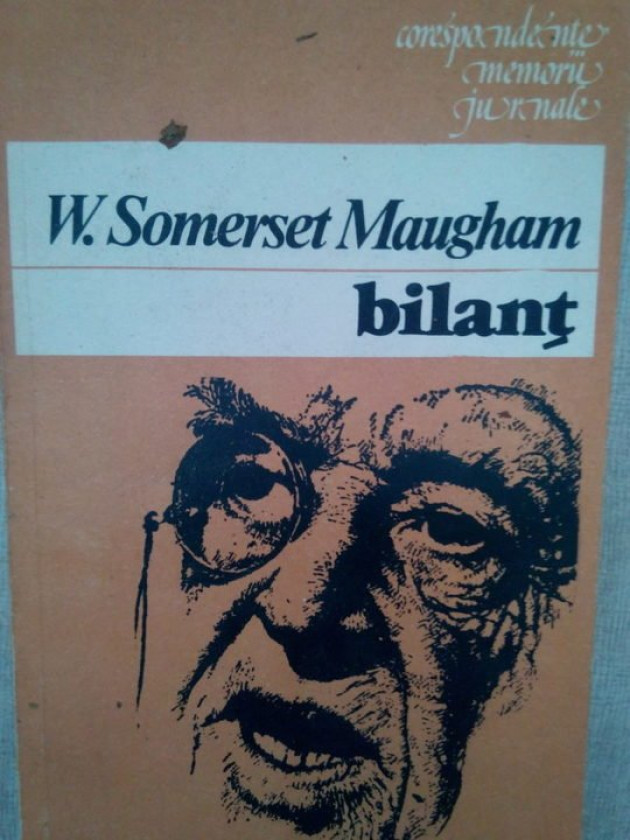 corespondențe
memorii
jurnale
W. Somerset Maugham
bilanț